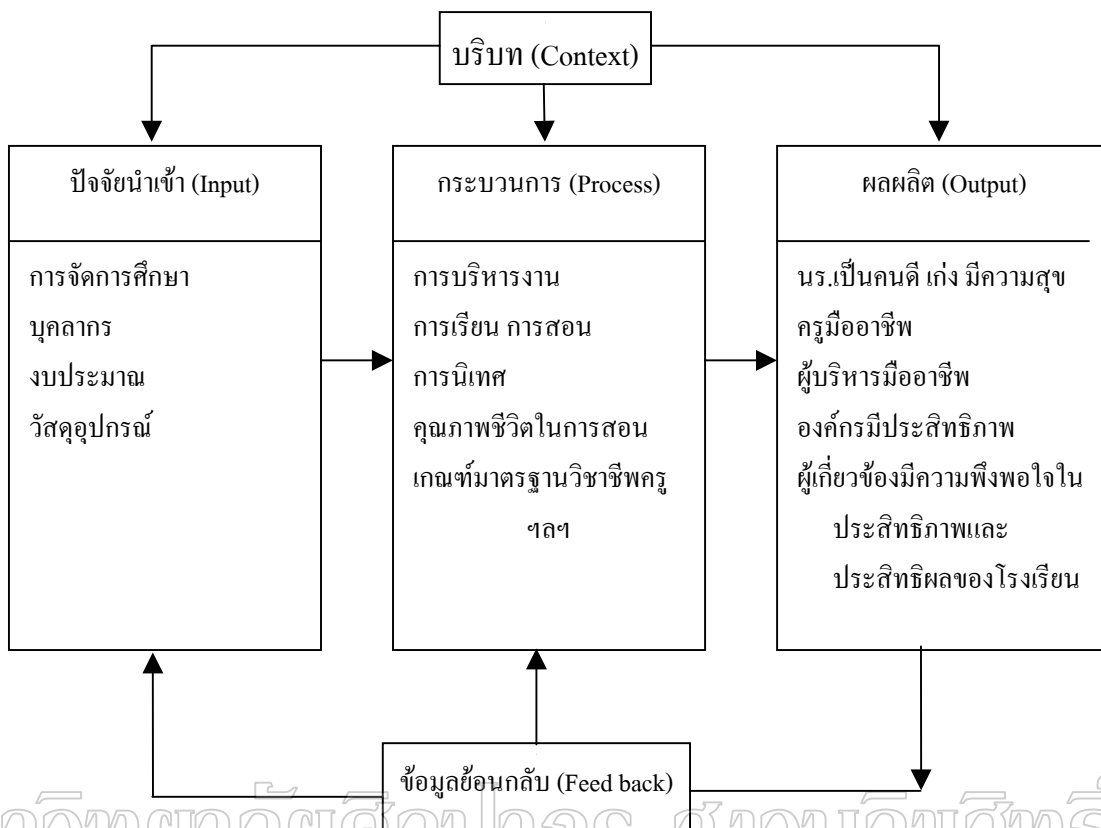 บริบท (Context)
ปัจจัยนำเข้า (Input)
การจัดการศึกษา
บุคลากร
งบประมาณ
วัสดุอุปกรณ์
กระบวนการ (Process)
การบริหารงาน
การเรียน การสอน
การนิเทศ
คุณภาพชีวิตในการสอน
เกณฑ์มาตรฐานวิชาชีพครู
ฯลฯ
ผลผลิต (Output)
นร.เป็นคนดี เก่ง มีความสุข
ครูมืออาชีพ
ผู้บริหารมืออาชีพ
องค์กรมีประสิทธิภาพ
ผู้เกี่ยวข้องมีความพึงพอใจใน
ประสิทธิภาพและ
ประสิทธิผลของโรงเรียน
ข้อมูลย้อนกลับ (Feed back)